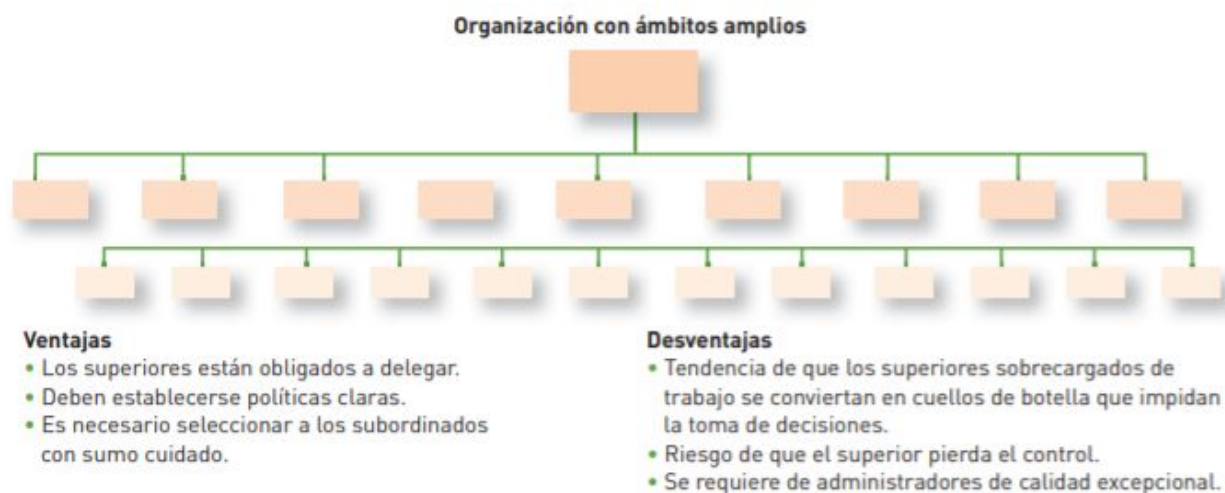 Organización con ámbitos amplios
Ventajas
• Los superiores están obligados a delegar.
• Deben establecerse políticas claras.
• Es necesario seleccionar a los subordinados
con sumo cuidado.
Desventajas
• Tendencia de que los superiores sobrecargados de
trabajo se conviertan en cuellos de botella que impidan
la toma de decisiones.
• Riesgo de que el superior pierda el control.
• Se requiere de administradores de calidad excepcional.